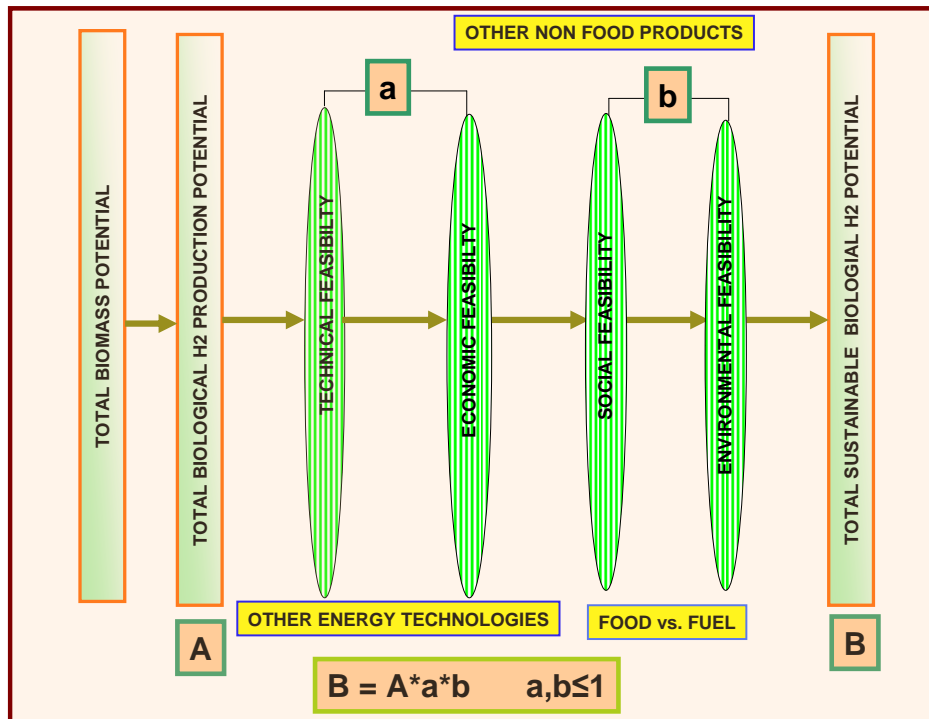 OTHER NON FOOD PRODUCTS
a
b
TOTAL BIOMASS POTENTIAL
TOTAL BIOLOGICAL H2 PRODUCTION POTENTIAL
TECHNICAL FEASIBILTY
ECONOMIC FEASIBILTY
SOCIAL FEASIBILITY
ENVIRONMENTAL FEASIBILITY
TOTAL SUSTAINABLE BIOLOGIAL H2 POTENTIAL
OTHER ENERGY TECHNOLOGIES
FOOD vs. FUEL
A
B
B = A*a*b a,b≤1